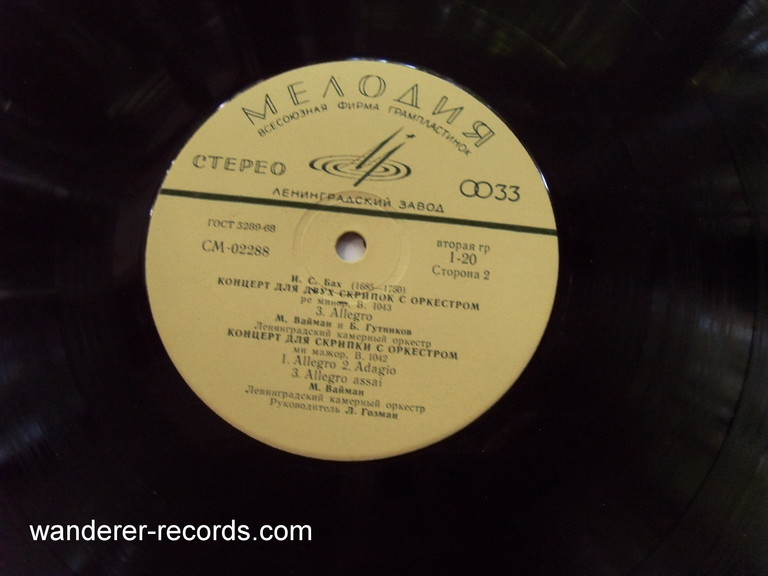 МЕЛОДИЯ
ВСЕСОЮЗНАЯ ФИРМА ГРАМПЛАСТИНОК
СТЕРЕО
33
ЛЕНИНГРАДСКИЙ ЗАВОД
ГОСТ 5289-68
СМ-02288
вторая гр
1-20
Сторона 2
И. С. Бах (1685—1750)
КОНЦЕРТ ДЛЯ ДВУХ СКРИПОК С ОРКЕСТРОМ
ре минор, В. 1043
3. Allegro
М. Вайман и Б. Гутников
Ленинградский камерный оркестр
КОНЦЕРТ ДЛЯ СКРИПКИ С ОРКЕСТРОМ
ми мажор, В. 1042
1. Allegro 2. Adagio
3. Allegro assai
М. Вайман
Ленинградский камерный оркестр
Руководитель Л. Гозман
wanderer-records.com